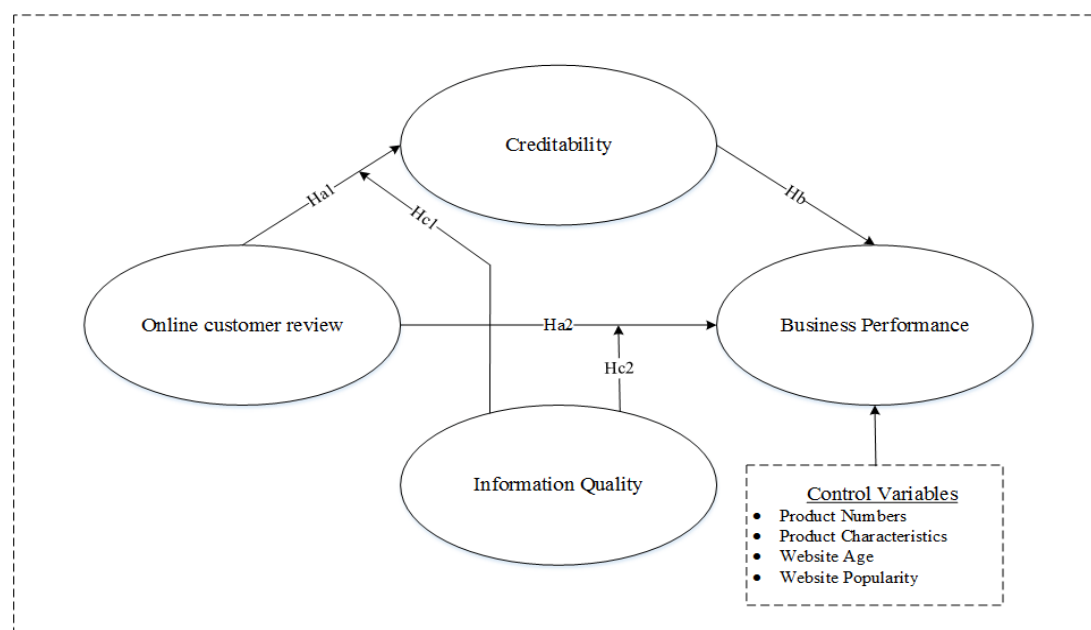 Creditability
Ha1
Hc1
Hb
Online customer review
Ha2
Business Performance
Hc2
Information Quality
Control Variables
• Product Numbers
• Product Characteristics
• Website Age
• Website Popularity